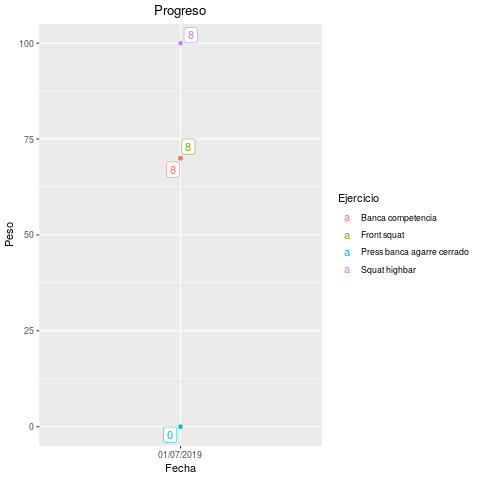 Progreso
100
75
50
25
0
8
8
8
0
01/07/2019
Fecha
Peso
Ejercicio
a Banca competencia
a Front squat
a Press banca agarre cerrado
a Squat highbar